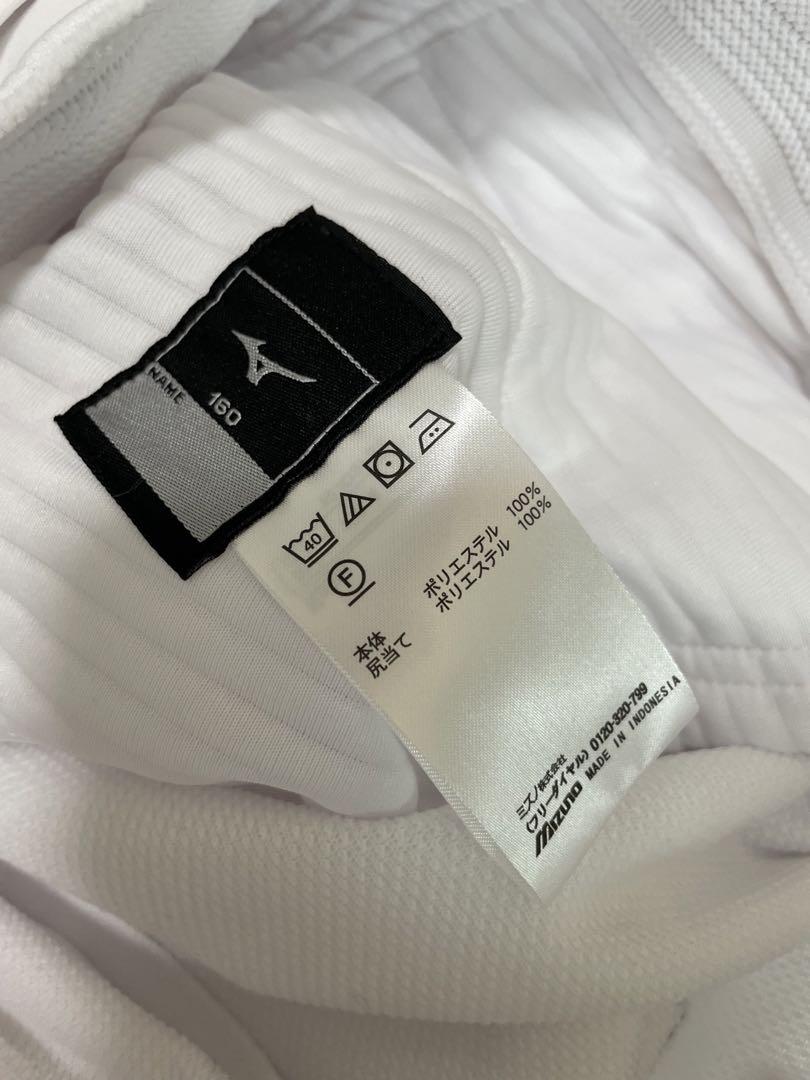 NAME
160
40
F
本体 ポリエステル 100%
尻当て ポリエステル 100%
ミズノ株式会社
(フリーダイヤル) 0120-320-799
MIZUNO MADE IN INDONESIA